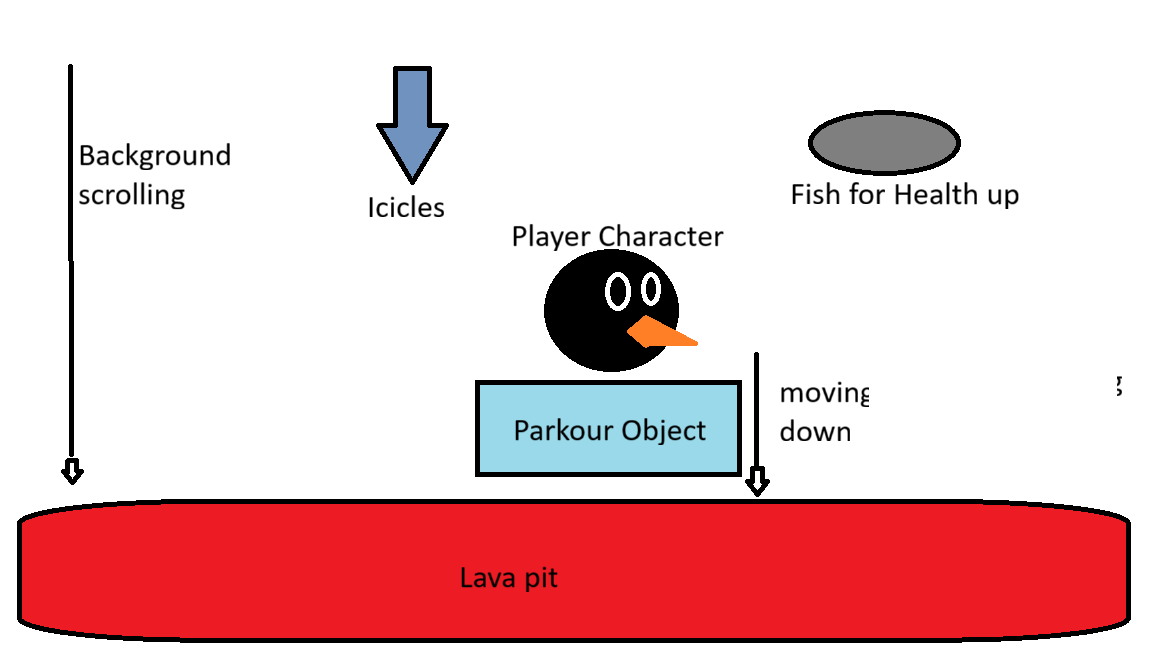 Background
scrolling
Icicles
Fish for Health up
Player Character
moving
down
Parkour Object
Lava pit